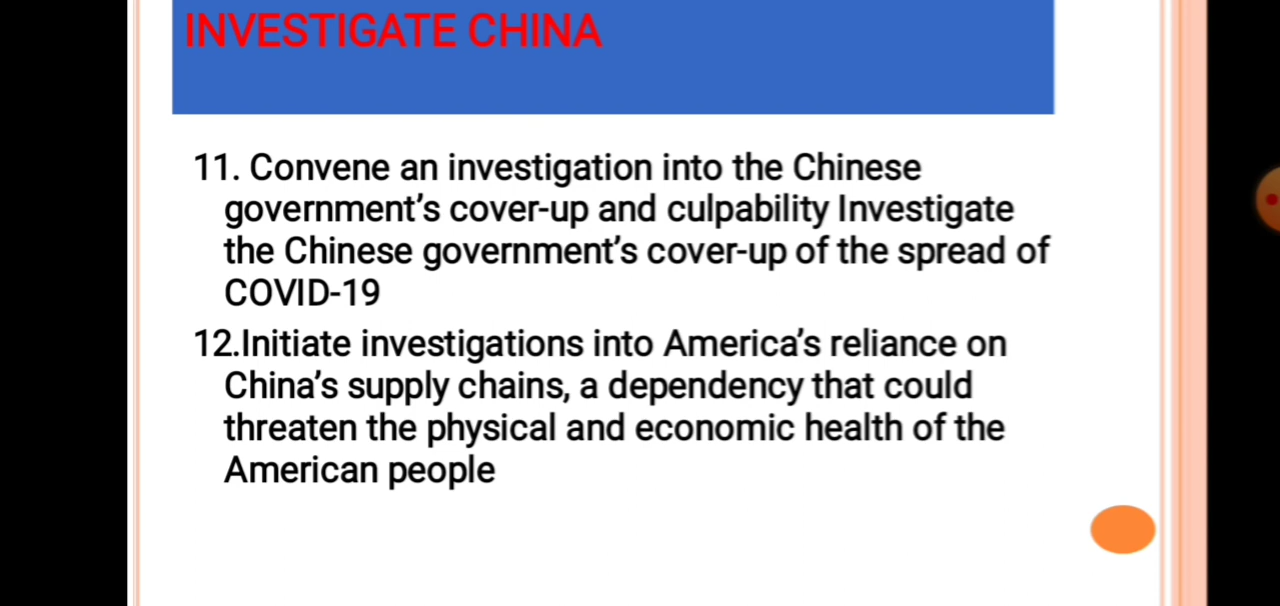 INVESTIGATE CHINA
11. Convene an investigation into the Chinese
government's cover-up and culpability Investigate
the Chinese government's cover-up of the spread of
COVID-19
12.Initiate investigations into America's reliance on
China's supply chains, a dependency that could
threaten the physical and economic health of the
American people